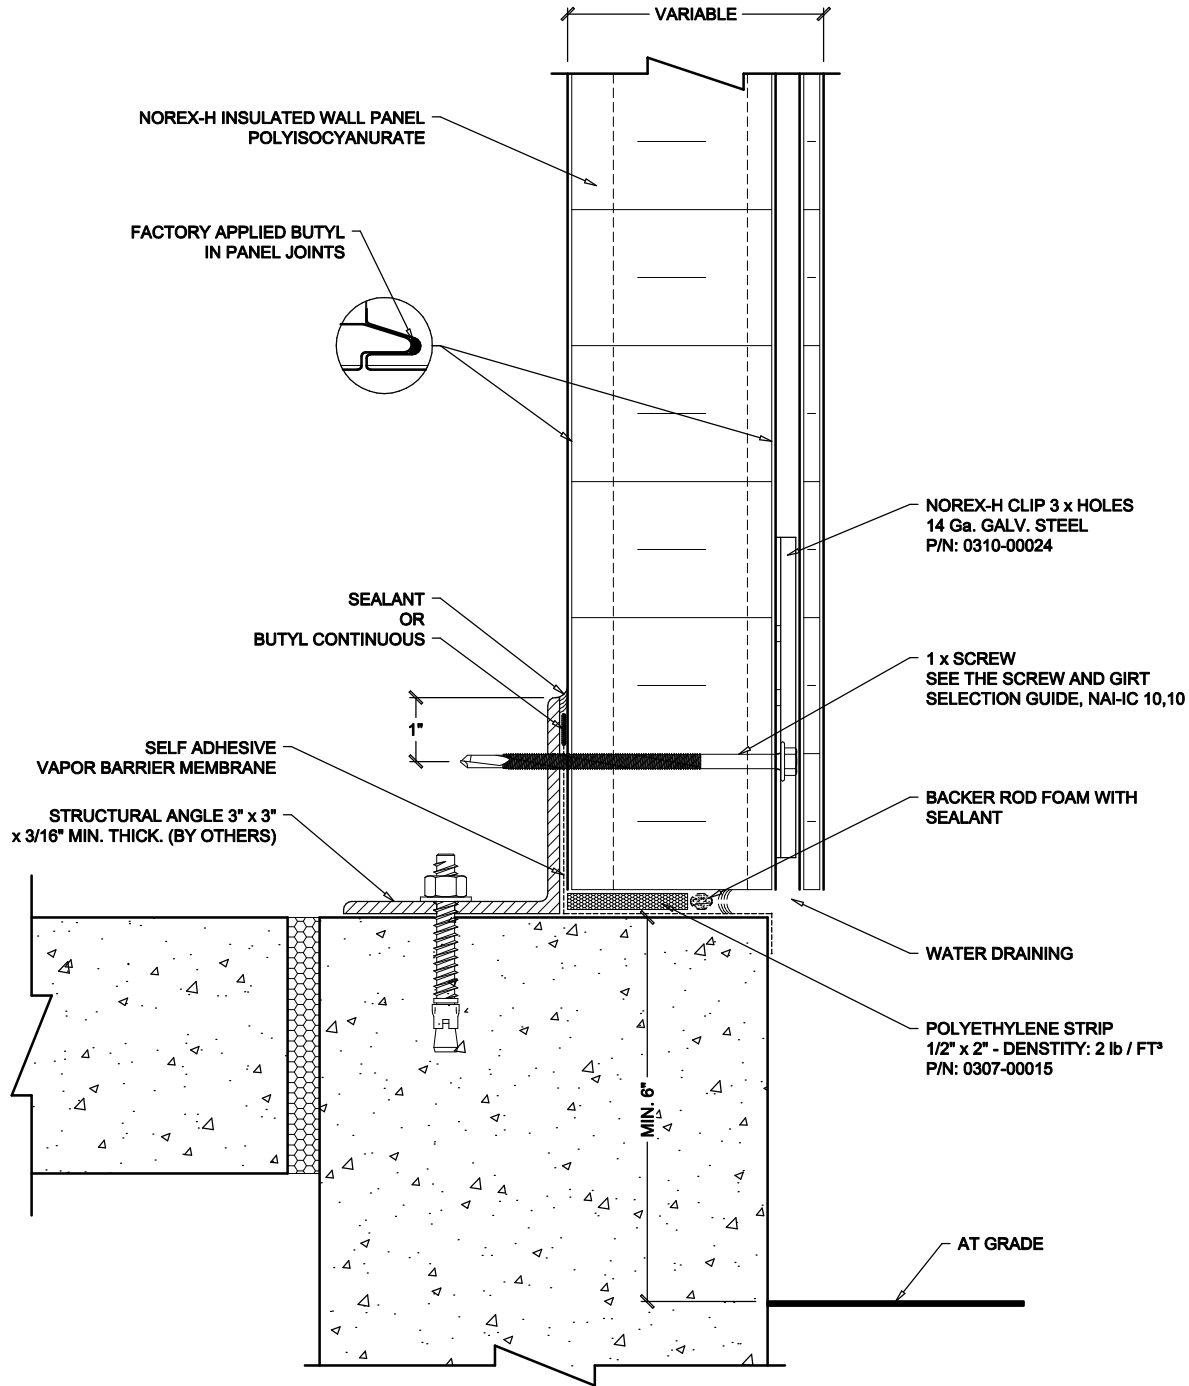 VARIABLE
NOREX-H INSULATED WALL PANEL
POLYISOCYANURATE
FACTORY APPLIED BUTYL
IN PANEL JOINTS
NOREX-H CLIP 3 x HOLES
14 Ga. GALV. STEEL
P/N: 0310-00024
SEALANT
OR
BUTYL CONTINUOUS
1 x SCREW
SEE THE SCREW AND GIRT
SELECTION GUIDE, NAI-IC 10,10
1"
SELF ADHESIVE
VAPOR BARRIER MEMBRANE
BACKER ROD FOAM WITH
SEALANT
STRUCTURAL ANGLE 3" x 3"
x 3/16" MIN. THICK. (BY OTHERS)
WATER DRAINING
POLYETHYLENE STRIP
1/2" x 2" - DENSTITY: 2 lb / FT³
P/N: 0307-00015
MIN. 6"
AT GRADE